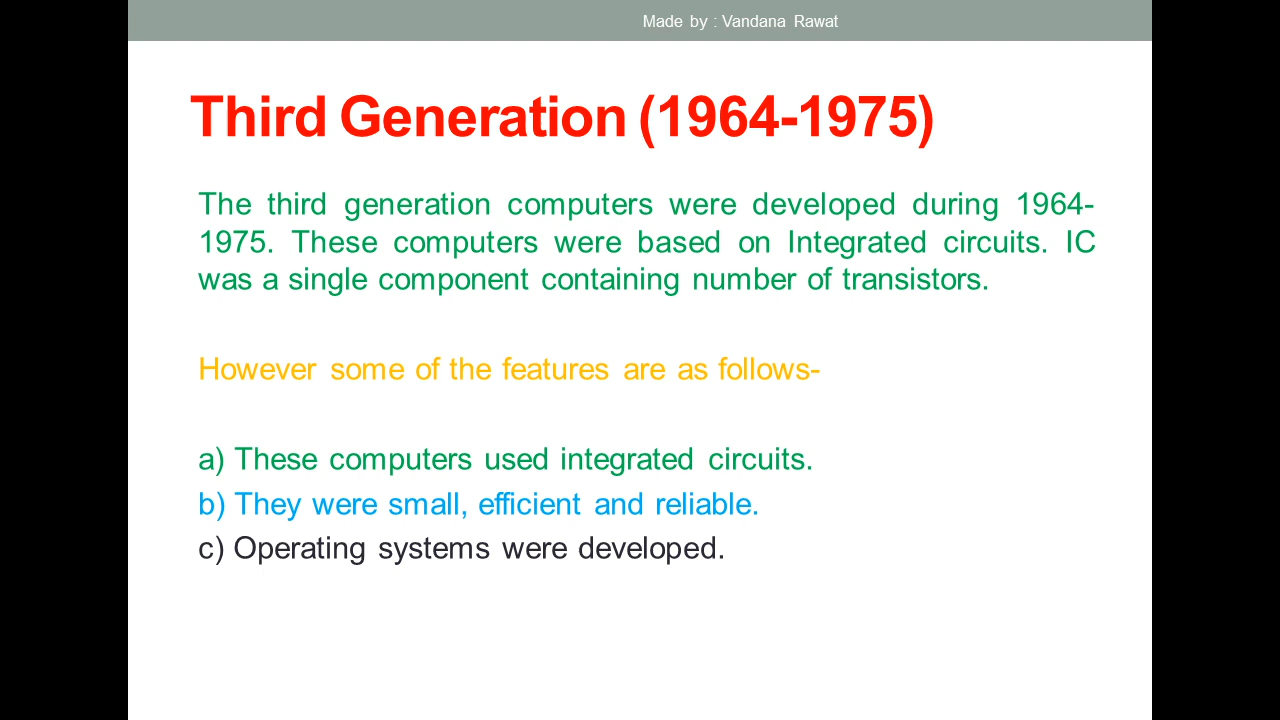 Made by : Vandana Rawat
Third Generation (1964-1975)
The third generation computers were developed during 1964-
1975. These computers were based on Integrated circuits. IC
was a single component containing number of transistors.
However some of the features are as follows-
a) These computers used integrated circuits.
b) They were small, efficient and reliable.
c) Operating systems were developed.